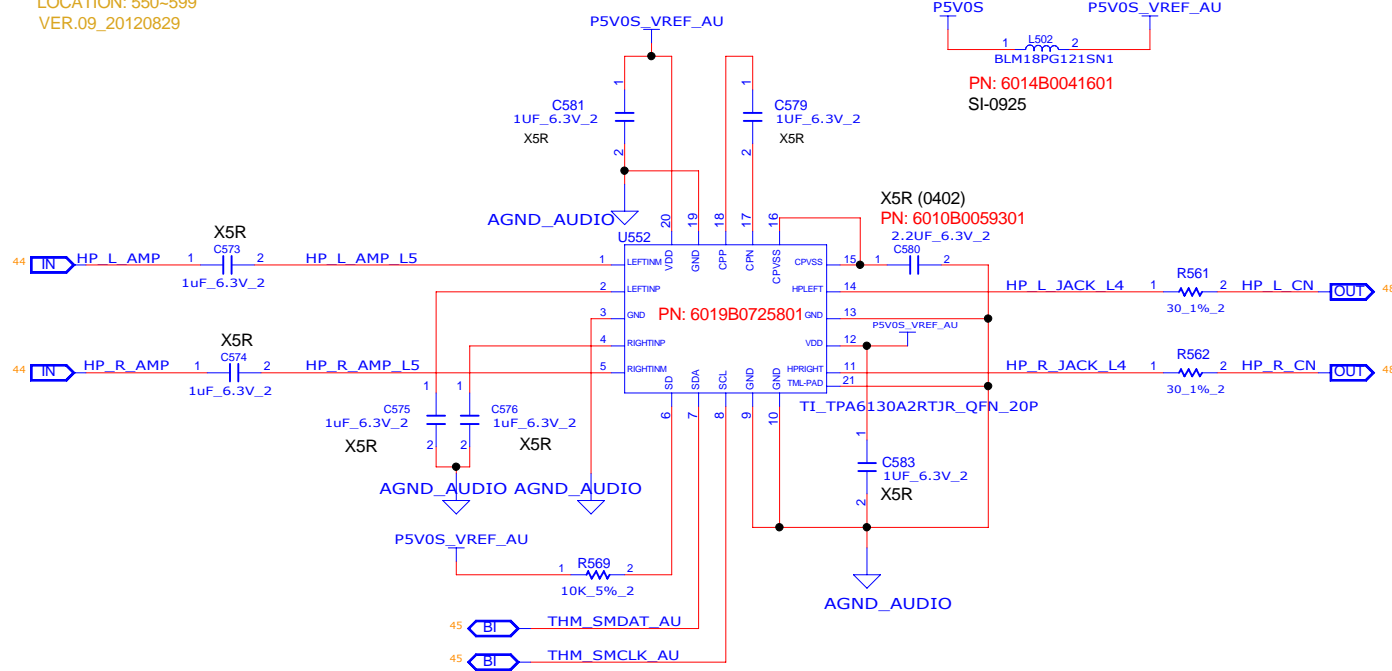 LOCATION: 550~599
VER.09_20120829
P5V0S_VREF_AU
P5V0S
P5V0S_VREF_AU
1 L502 2
BLM18PG121SN1
PN: 6014B0041601
SI-0925
1
C581
1UF_6.3V_2
X5R
2
1
C579
1UF_6.3V_2
X5R
2
AGND_AUDIO
X5R (0402)
PN: 6010B0059301
2.2UF_6.3V_2
1 C580 2
U552
20 19 18 17 16
VDD GND CPP CPN CPVSS
44 IN HP_L_AMP
X5R
1 C573 2
1uF_6.3V_2
HP_L_AMP_L5
1 LEFTINM
2 LEFTINP
3 GND
4 RIGHTINP
5 RIGHTINM
PN: 6019B0725801
CPVSS 15
HPLEFT 14
GND 13
VDD 12
HPRIGHT 11
TML-PAD 21
SD SDA SCL GND GND
6 7 8 9 10
TI_TPA6130A2RTJR_QFN_20P
HP_L_JACK_L4
R561
1 2
30_1%_2
HP_L_CN
OUT 48
P5V0S_VREF_AU
44 IN HP_R_AMP
X5R
1 C574 2
1uF_6.3V_2
HP_R_AMP_L5
HP_R_JACK_L4
R562
1 2
30_1%_2
HP_R_CN
OUT 48
1
C575
1uF_6.3V_2
X5R
2
1
C576
1uF_6.3V_2
X5R
2
1
C583
1UF_6.3V_2
X5R
2
AGND_AUDIO
AGND_AUDIO
P5V0S_VREF_AU
R569
1 2
10K_5%_2
AGND_AUDIO
45 BI THM_SMDAT_AU
45 BI THM_SMCLK_AU